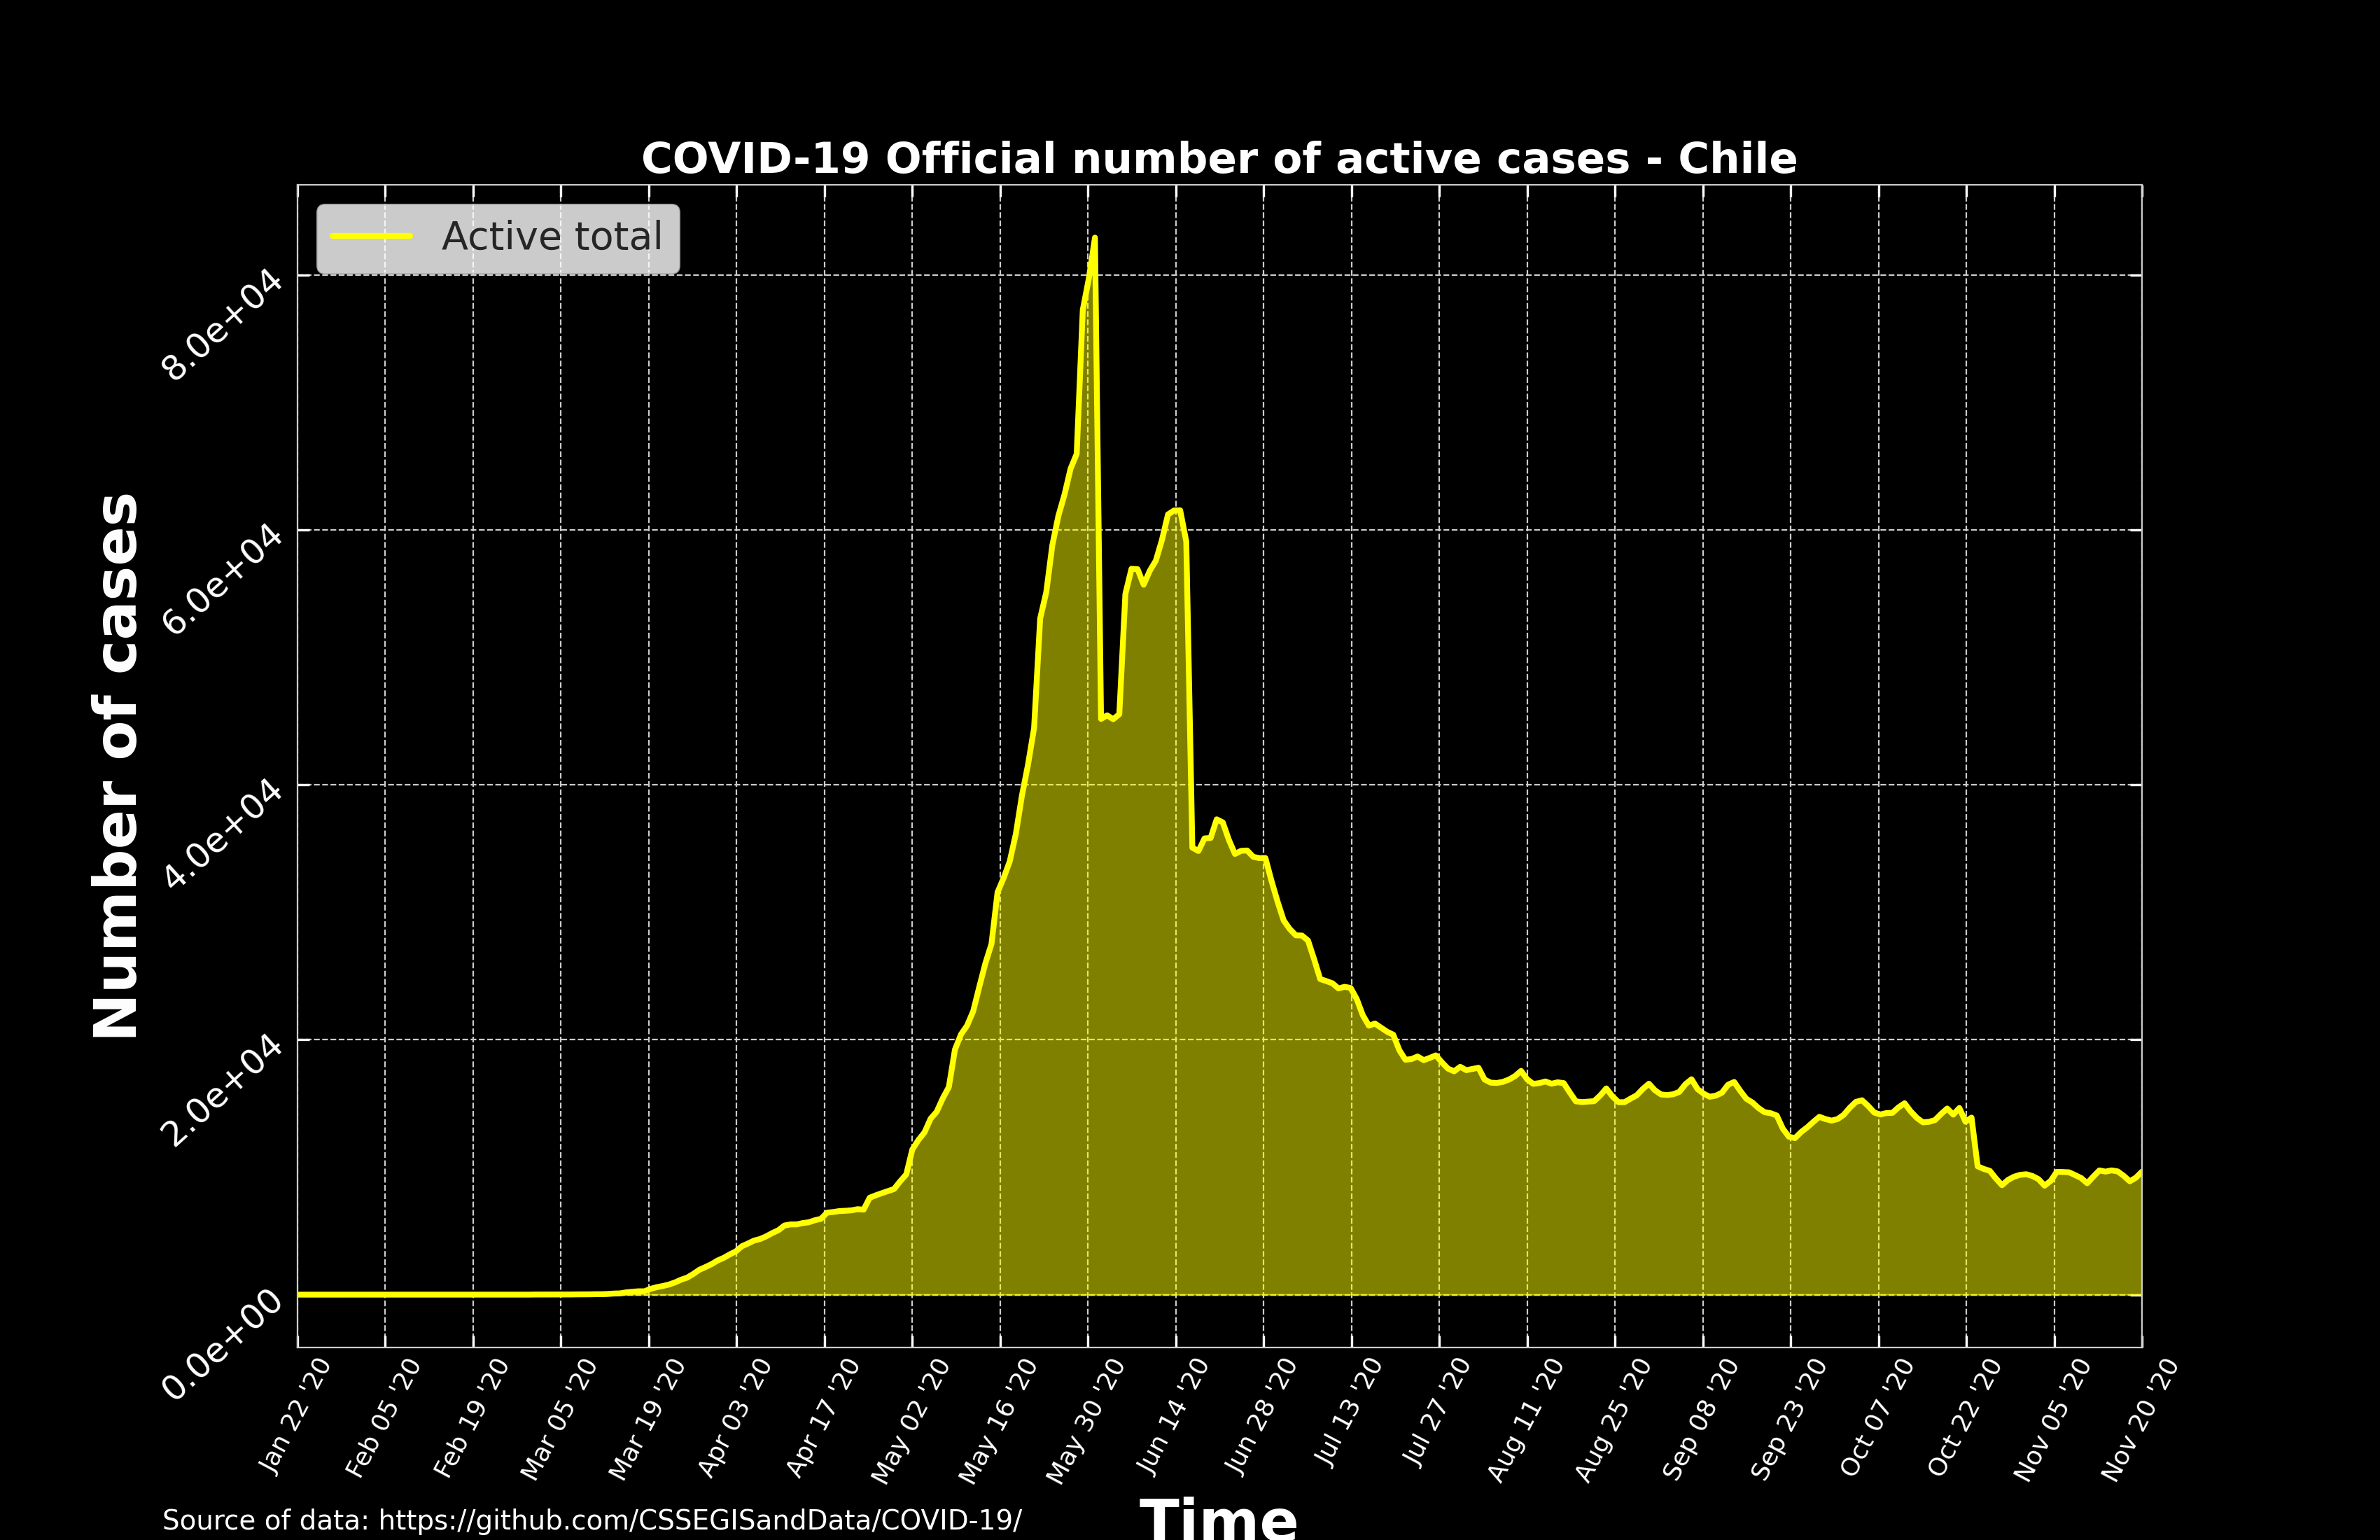 COVID-19 Official number of active cases - Chile
Active total
Number of cases
8.0e+04
6.0e+04
4.0e+04
2.0e+04
0.0e+00
Jan 22 '20
Feb 05 '20
Feb 19 '20
Mar 05 '20
Mar 19 '20
Apr 03 '20
Apr 17 '20
May 02 '20
May 16 '20
May 30 '20
Jun 14 '20
Jun 28 '20
Jul 13 '20
Jul 27 '20
Aug 11 '20
Aug 25 '20
Sep 08 '20
Sep 23 '20
Oct 07 '20
Oct 22 '20
Nov 05 '20
Nov 20 '20
Time
Source of data: https://github.com/CSSEGISandData/COVID-19/